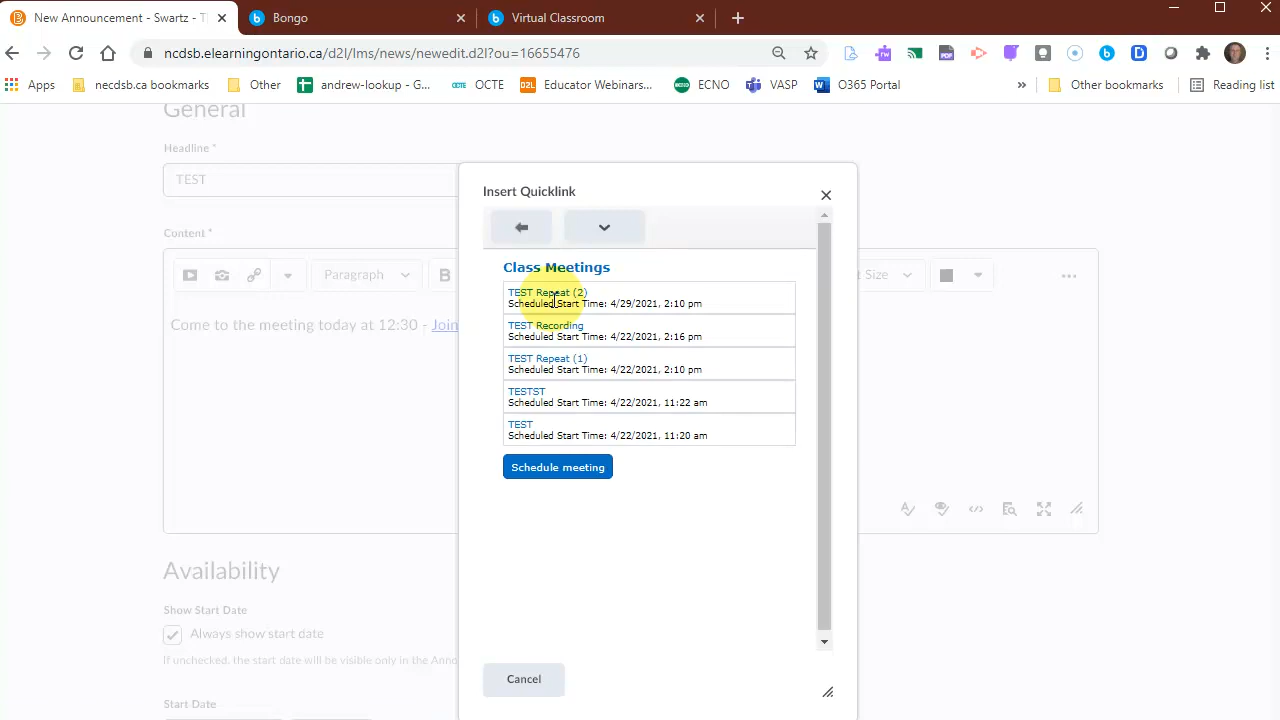 New Announcement - Swartz - T
Bongo
Virtual Classroom
ncdsb.elearningontario.ca/d2l/lms/news/newedit.d2l?ou=16655476
Apps
necdsb.ca bookmarks
Other
andrew-lookup - G...
OCTE
Educator Webinars...
ECNO
VASP
O365 Portal
»
Other bookmarks
Reading list
General
Headline *
TEST
Content *
Paragraph
B
Size
Come to the meeting today at 12:30 - Join
Insert Quicklink
Class Meetings
TEST Repeat (2)
Scheduled Start Time: 4/29/2021, 2:10 pm
TEST Recording
Scheduled Start Time: 4/22/2021, 2:16 pm
TEST Repeat (1)
Scheduled Start Time: 4/22/2021, 2:10 pm
TESTST
Scheduled Start Time: 4/22/2021, 11:22 am
TEST
Scheduled Start Time: 4/22/2021, 11:20 am
Schedule meeting
Cancel
Availability
Show Start Date
Always show start date
If unchecked, the start date will be visible only in the Anno
Start Date